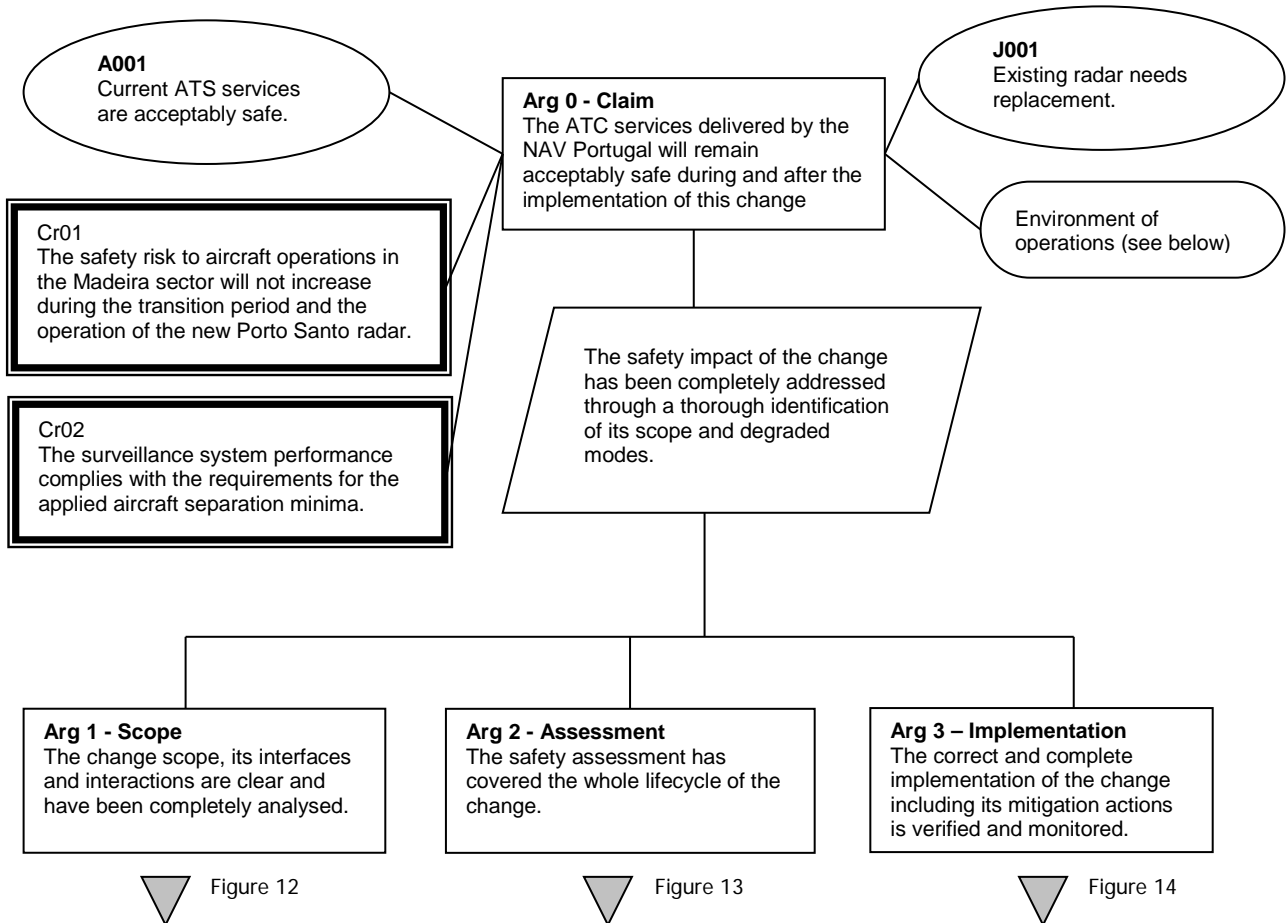 A001
Current ATS services
are acceptably safe.
J001
Existing radar needs
replacement.
Arg 0 - Claim
The ATC services delivered by the
NAV Portugal will remain
acceptably safe during and after the
implementation of this change
Cr01
The safety risk to aircraft operations in
the Madeira sector will not increase
during the transition period and the
operation of the new Porto Santo radar.
Environment of
operations (see below)
Cr02
The surveillance system performance
complies with the requirements for the
applied aircraft separation minima.
The safety impact of the change
has been completely addressed
through a thorough identification
of its scope and degraded
modes.
Arg 1 - Scope
The change scope, its interfaces
and interactions are clear and
have been completely analysed.
Arg 2 - Assessment
The safety assessment has
covered the whole lifecycle of the
change.
Arg 3 – Implementation
The correct and complete
implementation of the change
including its mitigation actions
is verified and monitored.
Figure 12
Figure 13
Figure 14